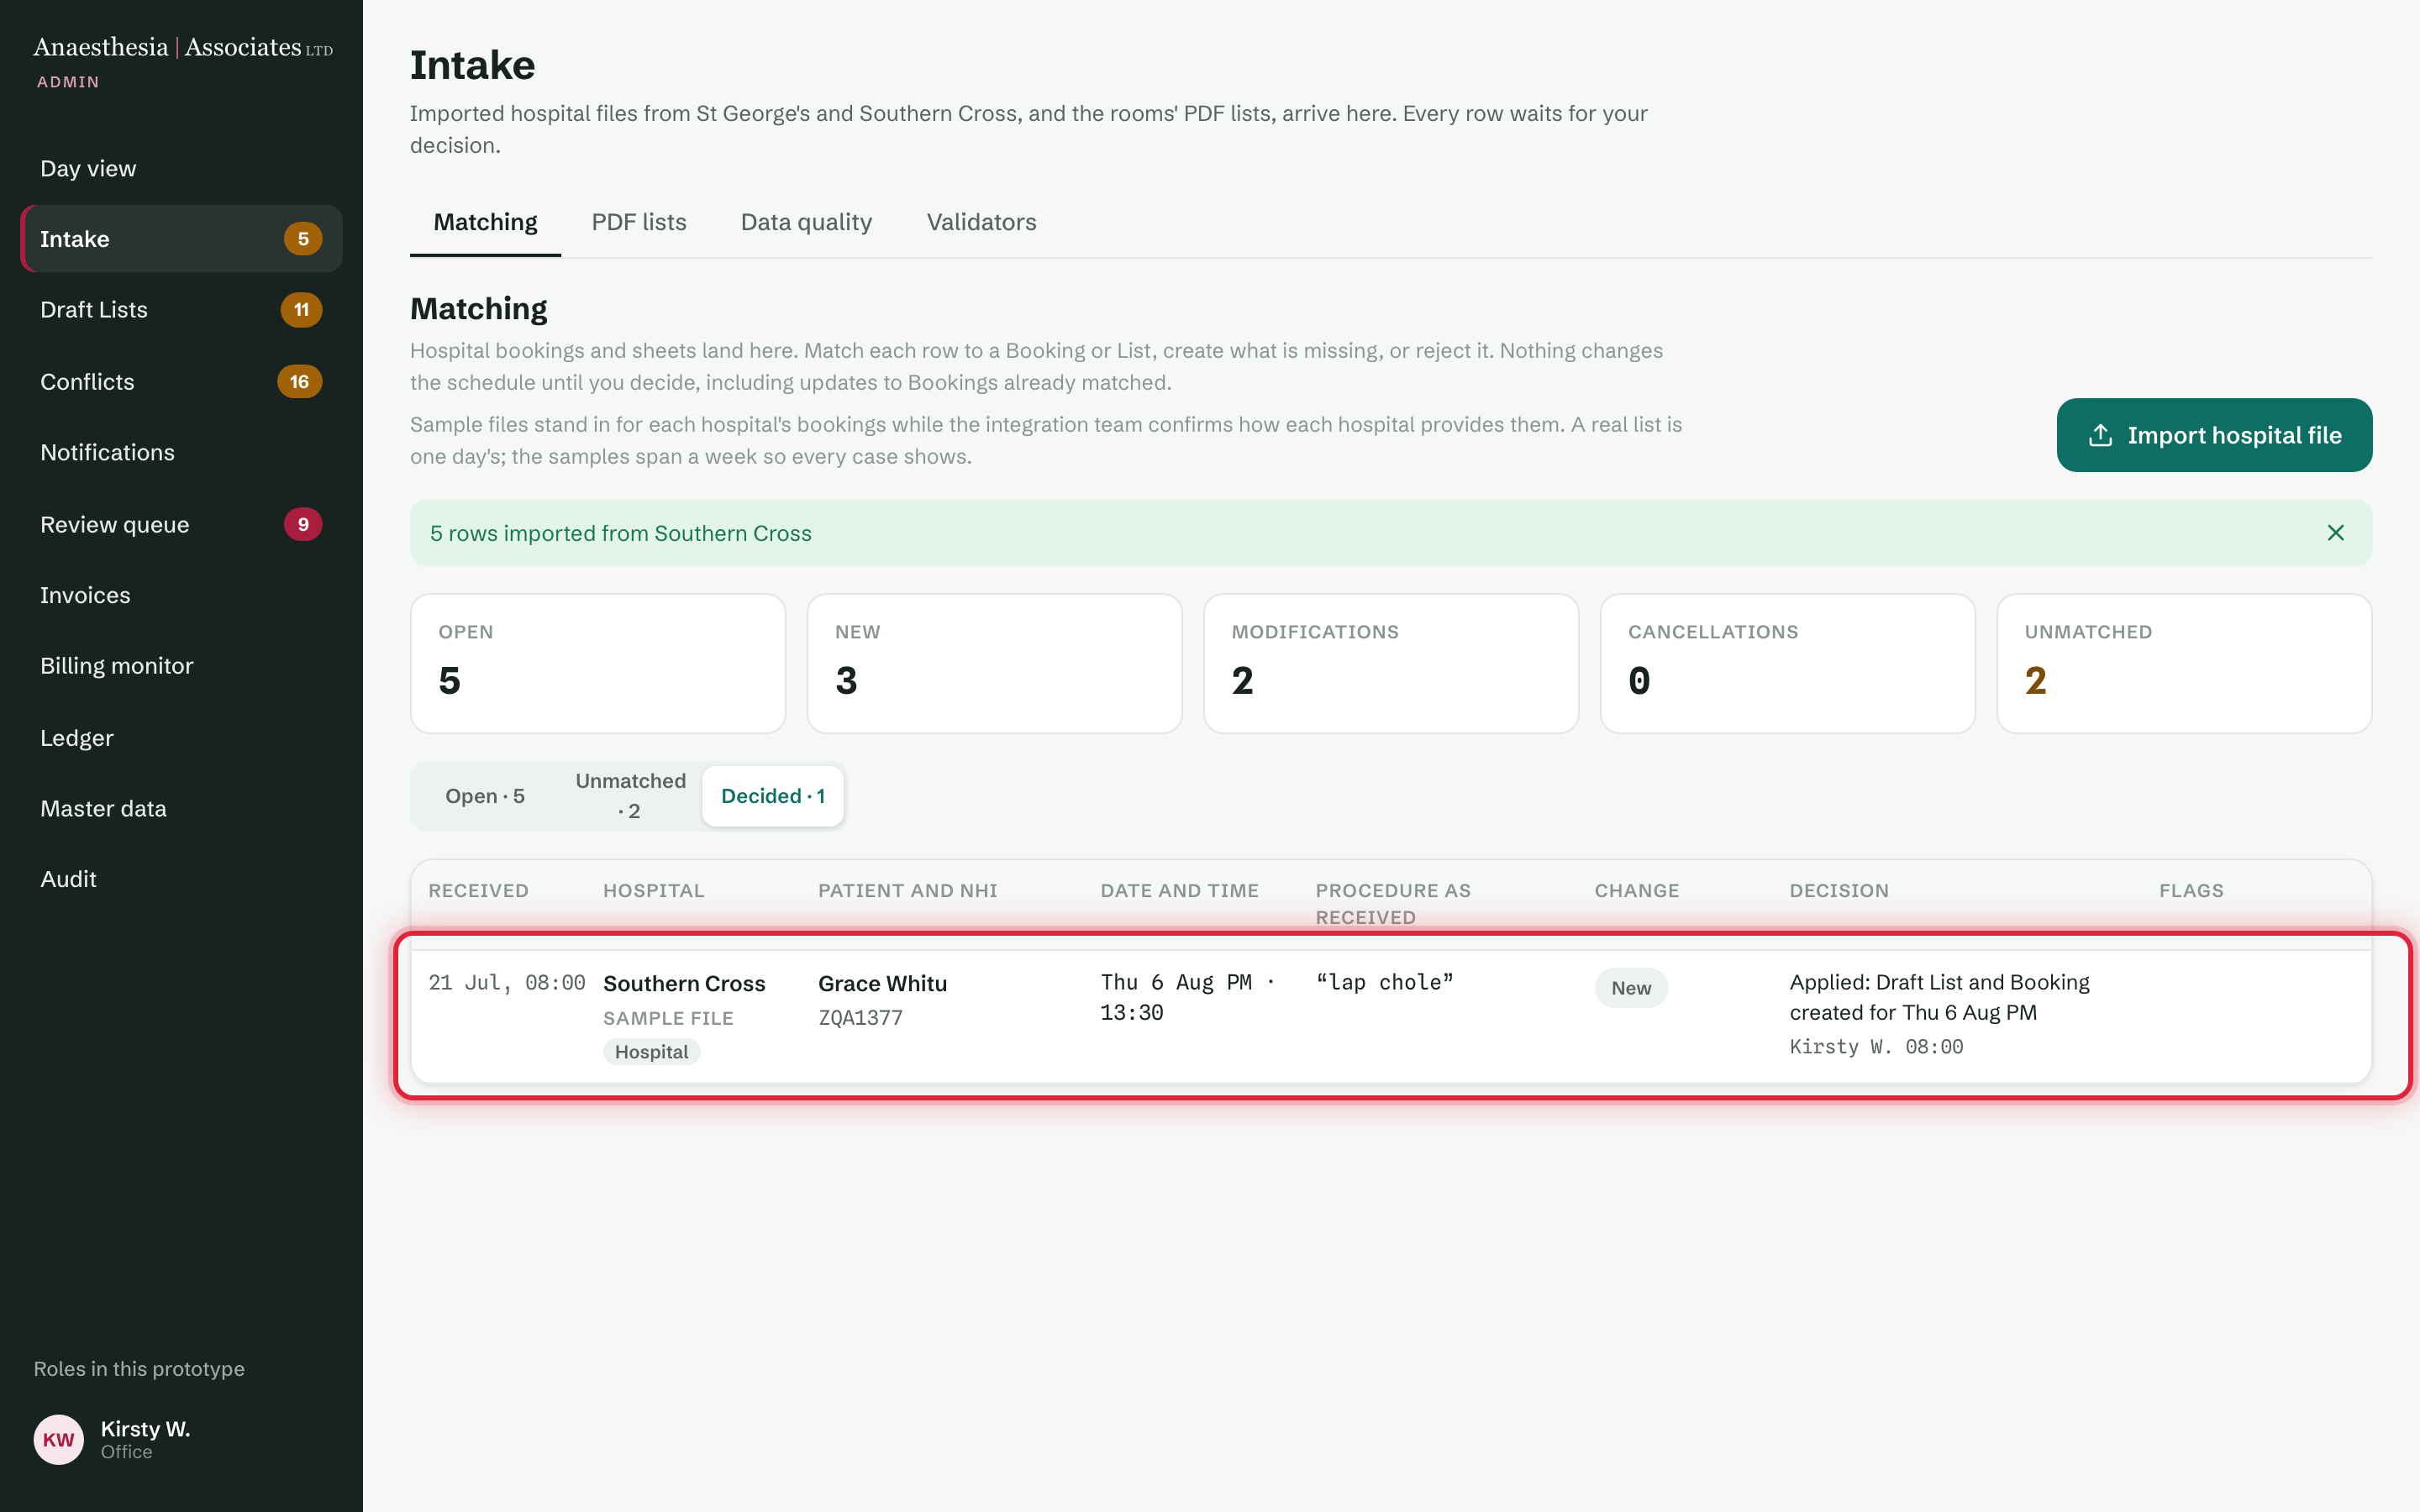 Anaesthesia | Associates LTD
ADMIN
Day view
Intake 5
Draft Lists 11
Conflicts 16
Notifications
Review queue 9
Invoices
Billing monitor
Ledger
Master data
Audit
Roles in this prototype
KW
Kirsty W.
Office
Intake
Imported hospital files from St George's and Southern Cross, and the rooms' PDF lists, arrive here. Every row waits for your
decision.
Matching PDF lists Data quality Validators
Matching
Hospital bookings and sheets land here. Match each row to a Booking or List, create what is missing, or reject it. Nothing changes
the schedule until you decide, including updates to Bookings already matched.
Sample files stand in for each hospital's bookings while the integration team confirms how each hospital provides them. A real list is
one day's; the samples span a week so every case shows.
Import hospital file
5 rows imported from Southern Cross
OPEN
5
NEW
3
MODIFICATIONS
2
CANCELLATIONS
0
UNMATCHED
2
Open · 5
Unmatched
· 2
Decided · 1
RECEIVED HOSPITAL PATIENT AND NHI DATE AND TIME PROCEDURE AS CHANGE DECISION FLAGS
RECEIVED
21 Jul, 08:00 Southern Cross Grace Whitu Thu 6 Aug PM · “lap chole” New Applied: Draft List and Booking
SAMPLE FILE ZQA1377 13:30 created for Thu 6 Aug PM
Hospital Kirsty W. 08:00